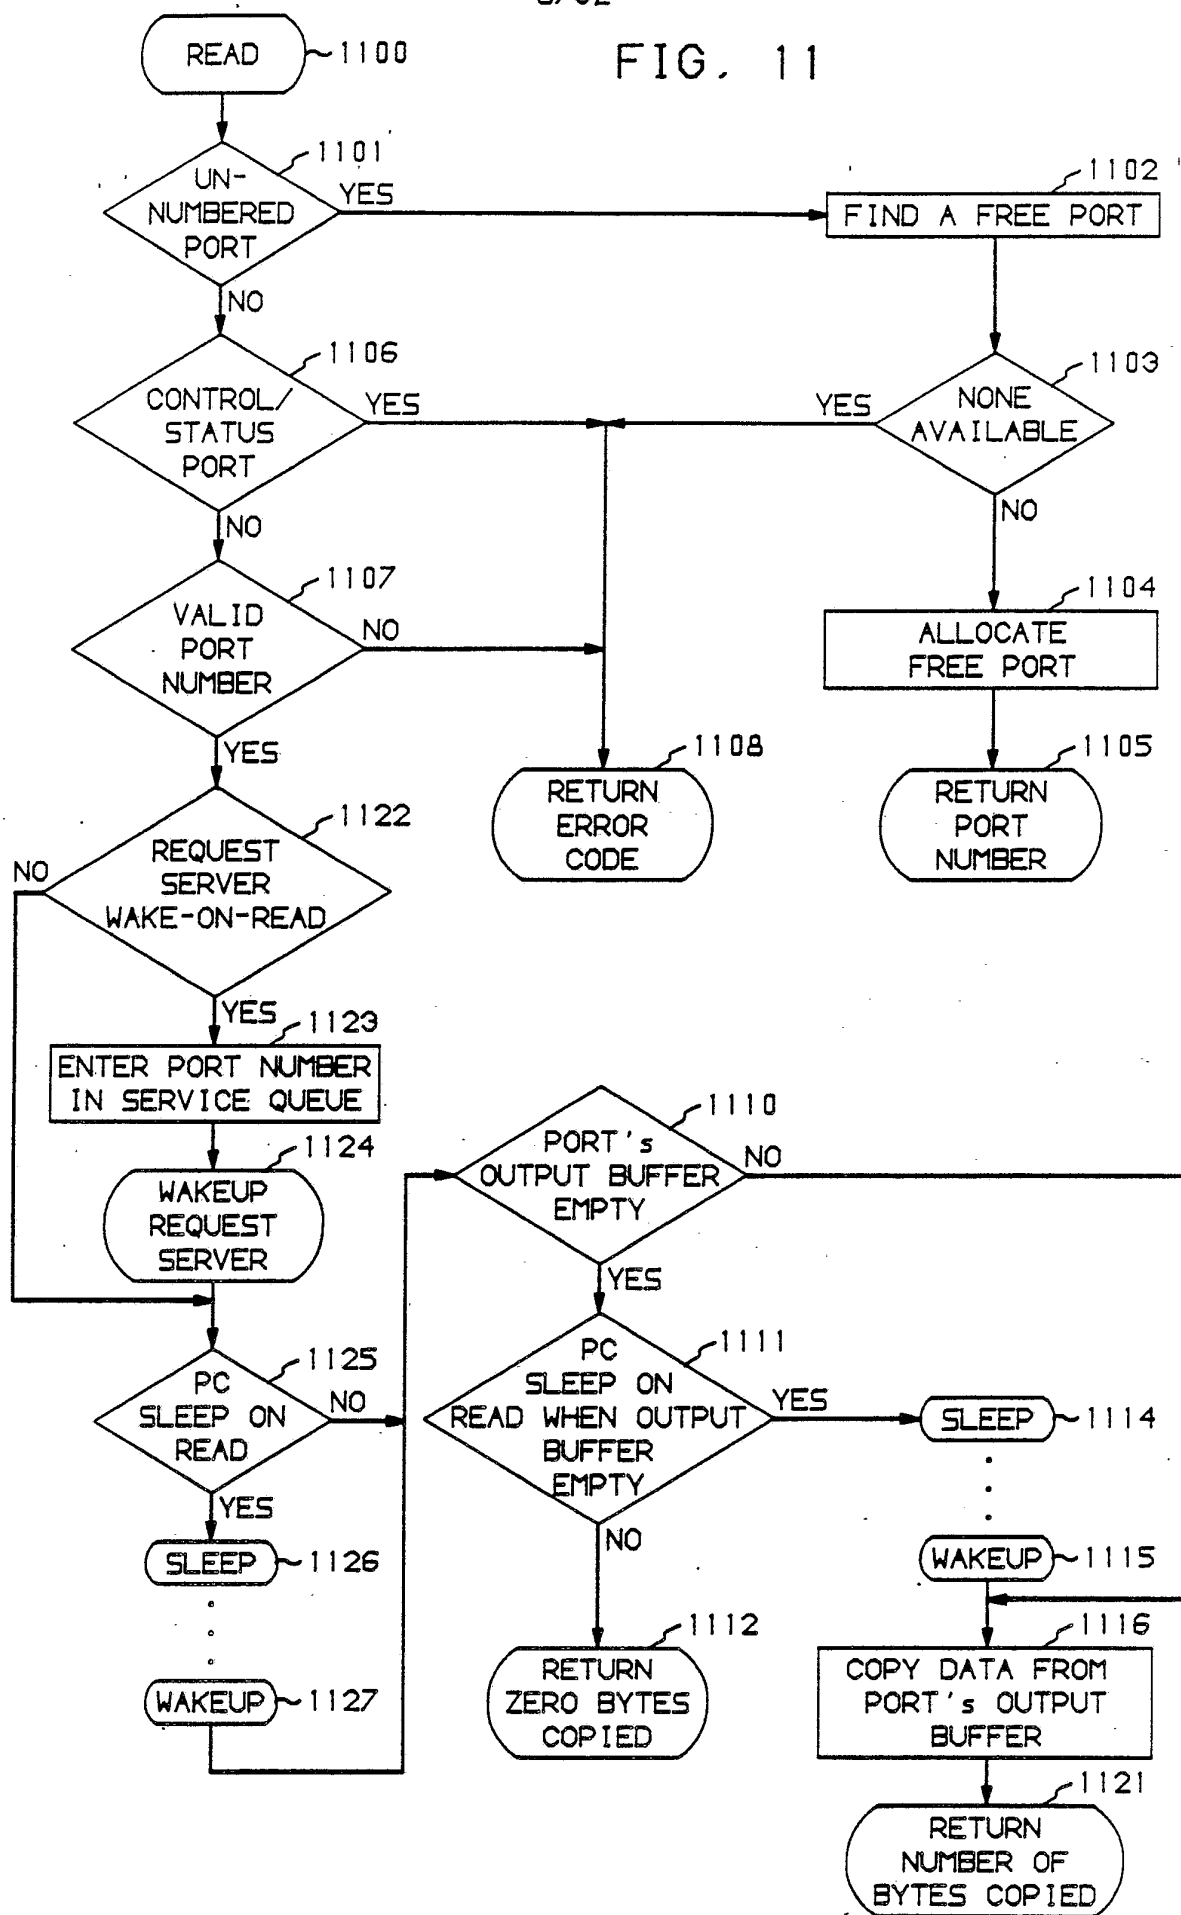 FIG. 11
READ
1100
1101
UN-
NUMBERED
PORT
YES
NO
1102
FIND A FREE PORT
1106
CONTROL/
STATUS
PORT
YES
NO
1103
NONE
AVAILABLE
YES
NO
1107
VALID
PORT
NUMBER
NO
YES
1104
ALLOCATE
FREE PORT
1108
RETURN
ERROR
CODE
1105
RETURN
PORT
NUMBER
1122
REQUEST
SERVER
WAKE-ON-READ
NO
YES
1123
ENTER PORT NUMBER
IN SERVICE QUEUE
1124
WAKEUP
REQUEST
SERVER
1125
PC
SLEEP ON
READ
NO
YES
SLEEP
1126
WAKEUP
1127
1110
PORT's
OUTPUT BUFFER
EMPTY
NO
YES
1111
PC
SLEEP ON
READ WHEN OUTPUT
BUFFER
EMPTY
YES
NO
1112
RETURN
ZERO BYTES
COPIED
SLEEP
1114
WAKEUP
1115
1116
COPY DATA FROM
PORT's OUTPUT
BUFFER
1121
RETURN
NUMBER OF
BYTES COPIED